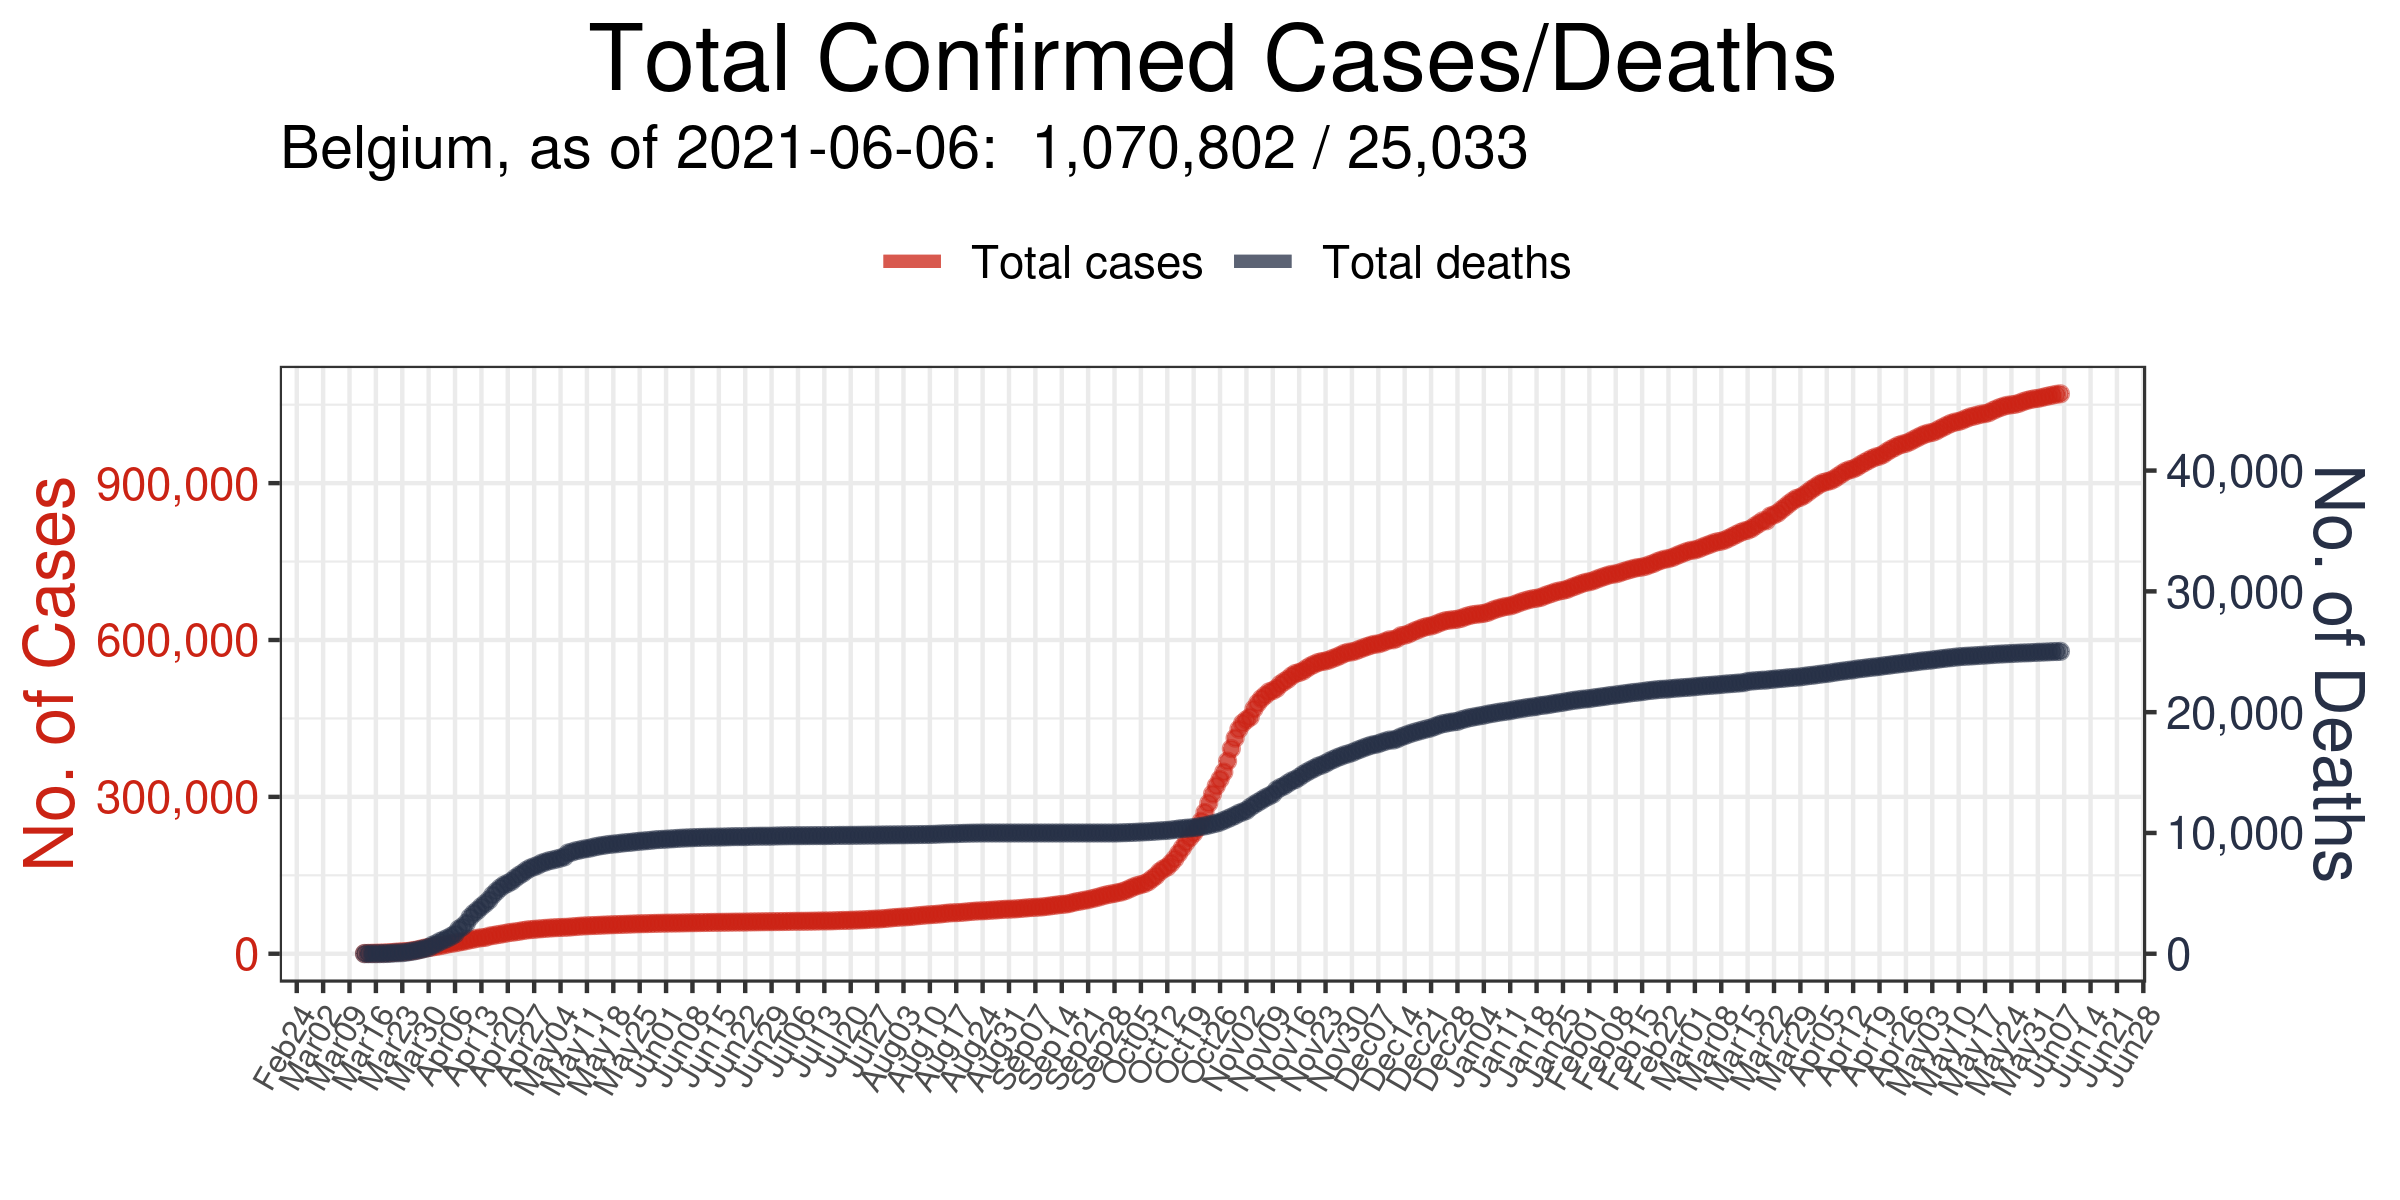 Total Confirmed Cases/Deaths
Belgium, as of 2021-06-06:  1,070,802 / 25,033
Total cases
Total deaths
No. of Cases
900,000
600,000
300,000
0
40,000
30,000
20,000
10,000
0
No. of Deaths
Feb24
Mar02
Mar09
Mar16
Mar23
Mar30
Apr06
Apr13
Apr20
Apr27
May04
May11
May18
May25
Jun01
Jun08
Jun15
Jun22
Jun29
Jul06
Jul13
Jul20
Jul27
Aug03
Aug10
Aug17
Aug24
Aug31
Sep07
Sep14
Sep21
Sep28
Oct05
Oct12
Oct19
Oct26
Nov02
Nov09
Nov16
Nov23
Nov30
Dec07
Dec14
Dec21
Dec28
Jan04
Jan11
Jan18
Jan25
Feb01
Feb08
Feb15
Feb22
Mar01
Mar08
Mar15
Mar22
Mar29
Apr05
Apr12
Apr19
Apr26
May03
May10
May17
May24
May31
Jun07
Jun14
Jun21
Jun28